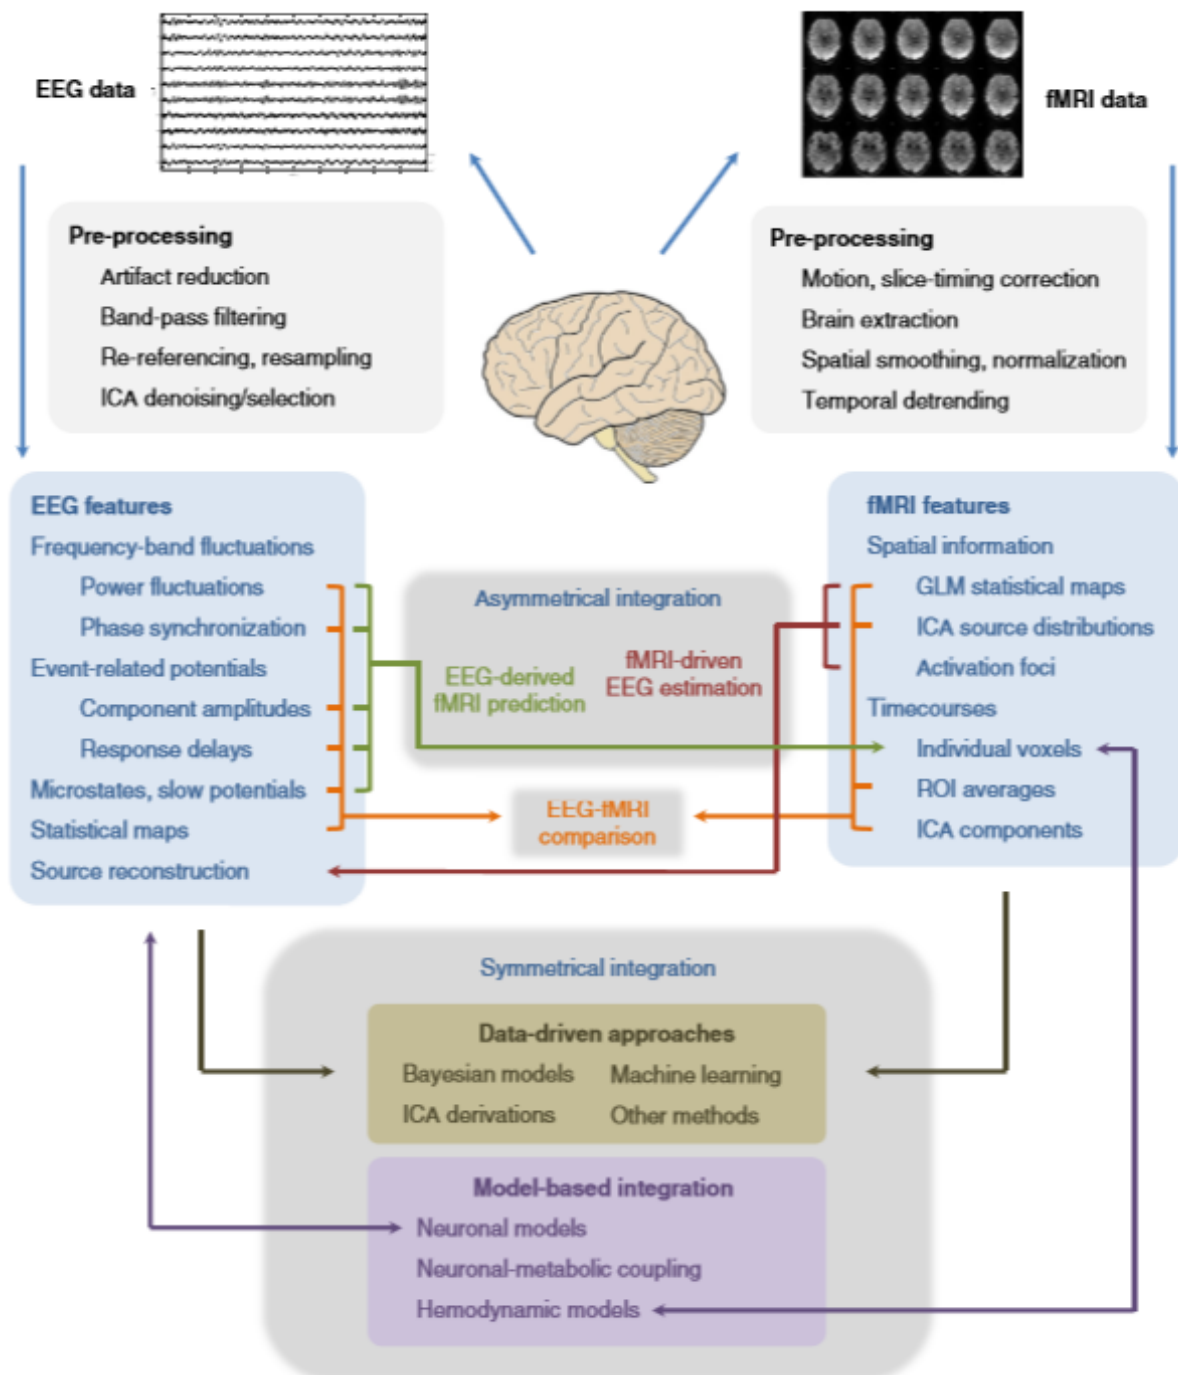 EEG data
fMRI data
Pre-processing
Artifact reduction
Band-pass filtering
Re-referencing, resampling
ICA denoising/selection
Pre-processing
Motion, slice-timing correction
Brain extraction
Spatial smoothing, normalization
Temporal detrending
EEG features
Frequency-band fluctuations
Power fluctuations
Phase synchronization
Event-related potentials
Component amplitudes
Response delays
Microstates, slow potentials
Statistical maps
Source reconstruction
Asymmetrical integration
EEG-derived
fMRI prediction
fMRI-driven
EEG estimation
EEG-fMRI
comparison
fMRI features
Spatial information
GLM statistical maps
ICA source distributions
Activation foci
Timecourses
Individual voxels
ROI averages
ICA components
Symmetrical integration
Data-driven approaches
Bayesian models Machine learning
ICA derivations Other methods
Model-based integration
Neuronal models
Neuronal-metabolic coupling
Hemodynamic models